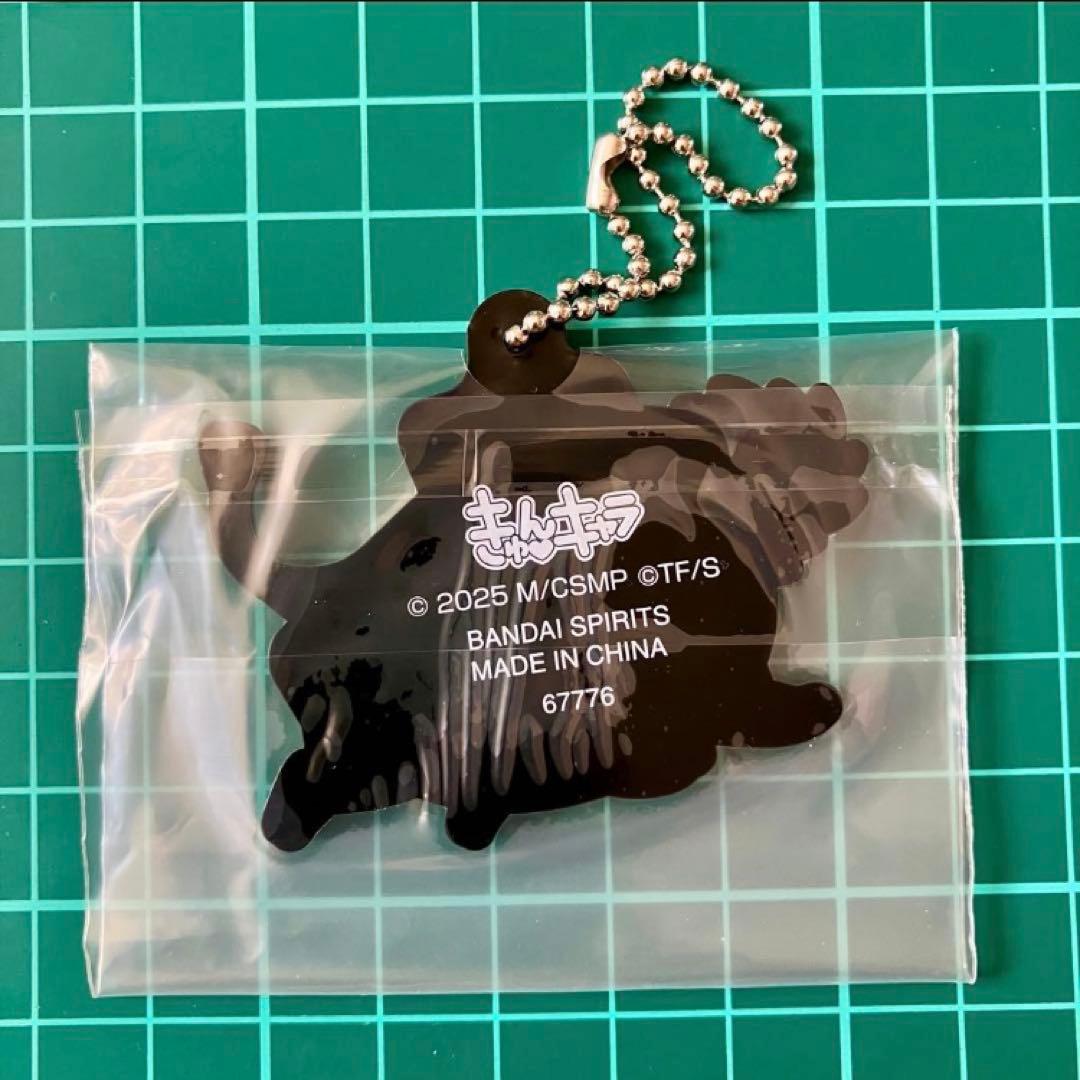 きゅんキャラ
© 2025 M/CSMP ©TF/S
BANDAI SPIRITS
MADE IN CHINA
67776